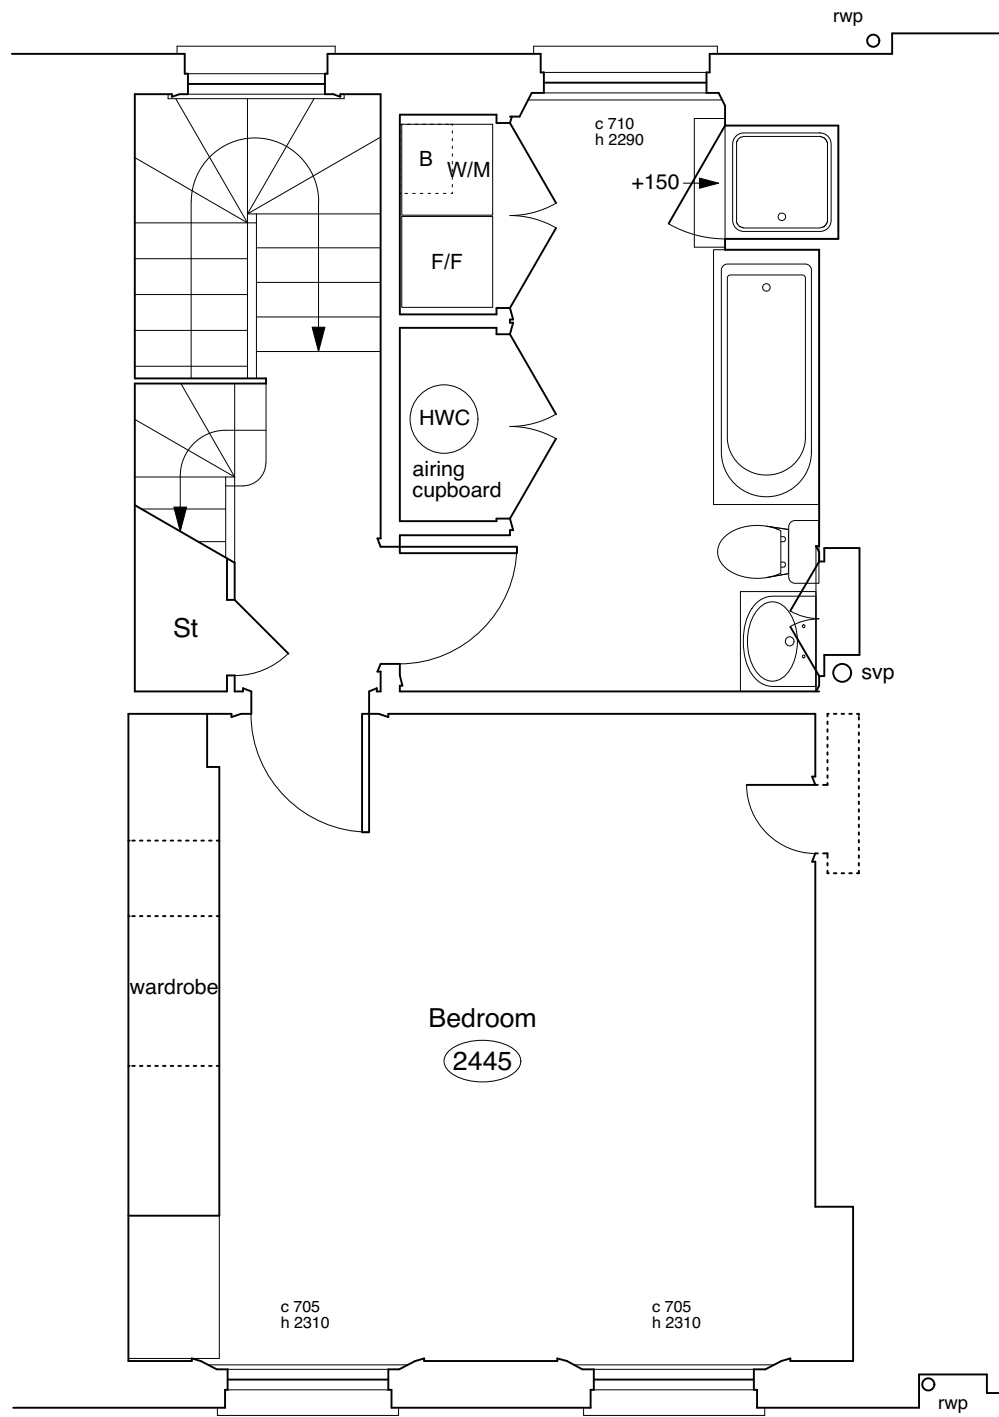 rwp
c 710
h 2290
B
W/M
+150
F/F
HWC
airing
cupboard
St
svp
wardrobe
Bedroom
2445
c 705
h 2310
c 705
h 2310
rwp